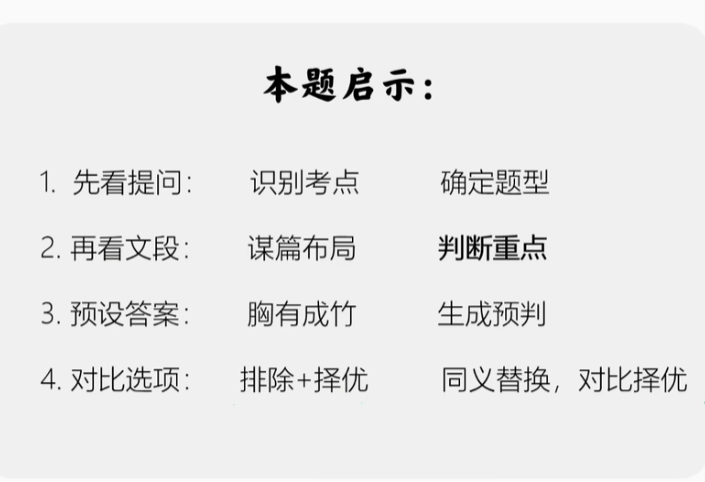 本题启示：
1. 先看提问： 识别考点 确定题型
2. 再看文段： 谋篇布局 判断重点
3. 预设答案： 胸有成竹 生成预判
4. 对比选项： 排除+择优 同义替换，对比择优